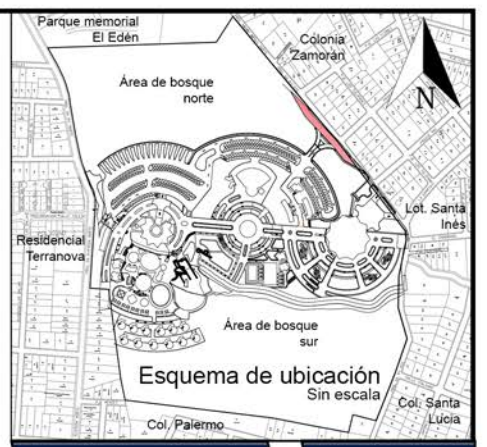 Parque memorial
El Edén
Colonia
Zamorán
Área de bosque
norte
N
Lot. Santa
Inés
Residencial
Terranova
Área de bosque
sur
Esquema de ubicación
Sin escala
Col. Santa
Lucía
Col. Palermo